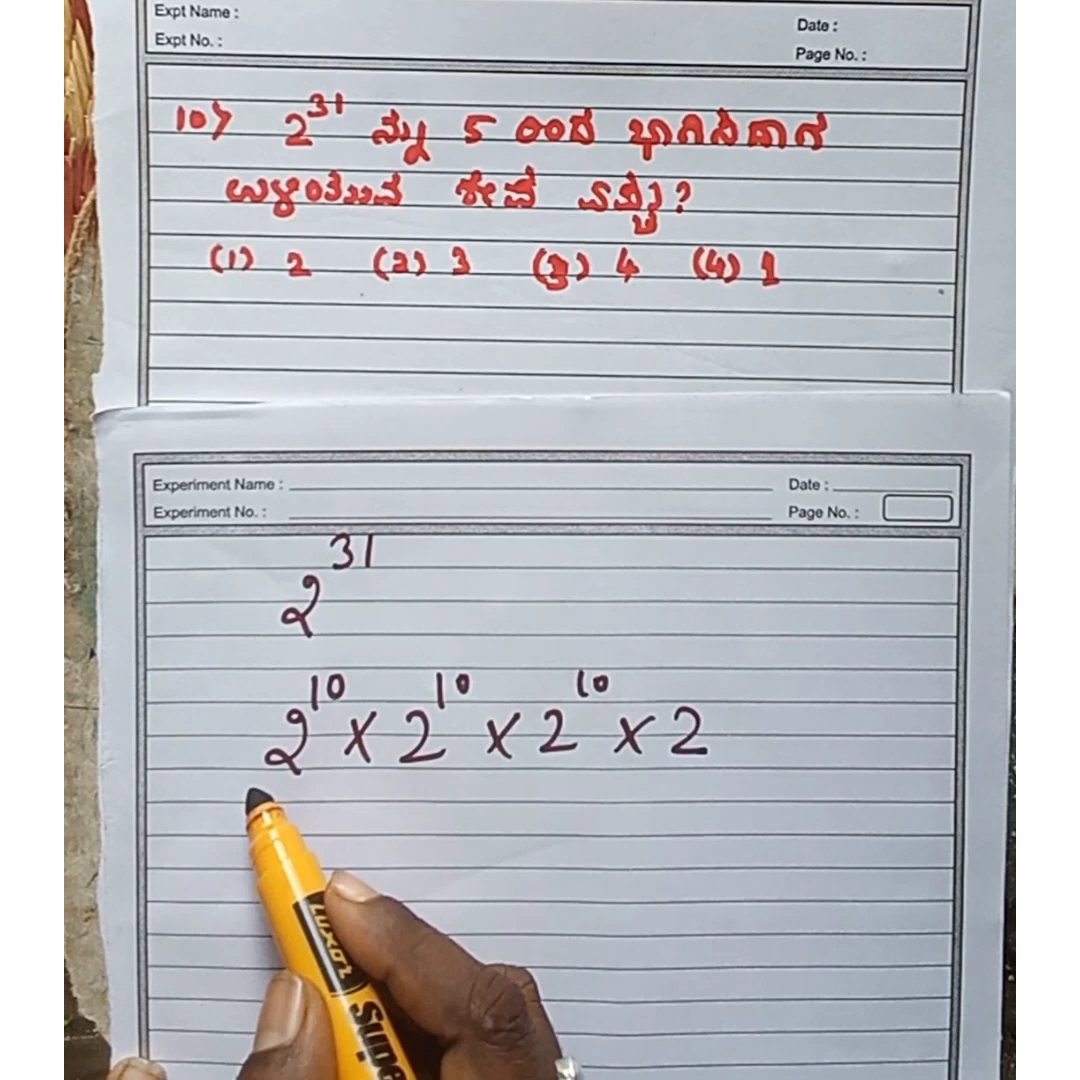 Expt Name :
Date :
Expt No. :
Page No. :
10> 2³¹ ನ್ನು 5 ರಿಂದ ಭಾಗಿಸಿದಾಗ
ಉಳಿಯುವ ಶೇಷ ಎಷ್ಟು?
(1) 2 (2) 3 (3) 4 (4) 1
Experiment Name :
Date :
Experiment No. :
Page No. :
2³¹
2¹⁰ x 2¹⁰ x 2¹⁰ x 2
LUXOR
Supe